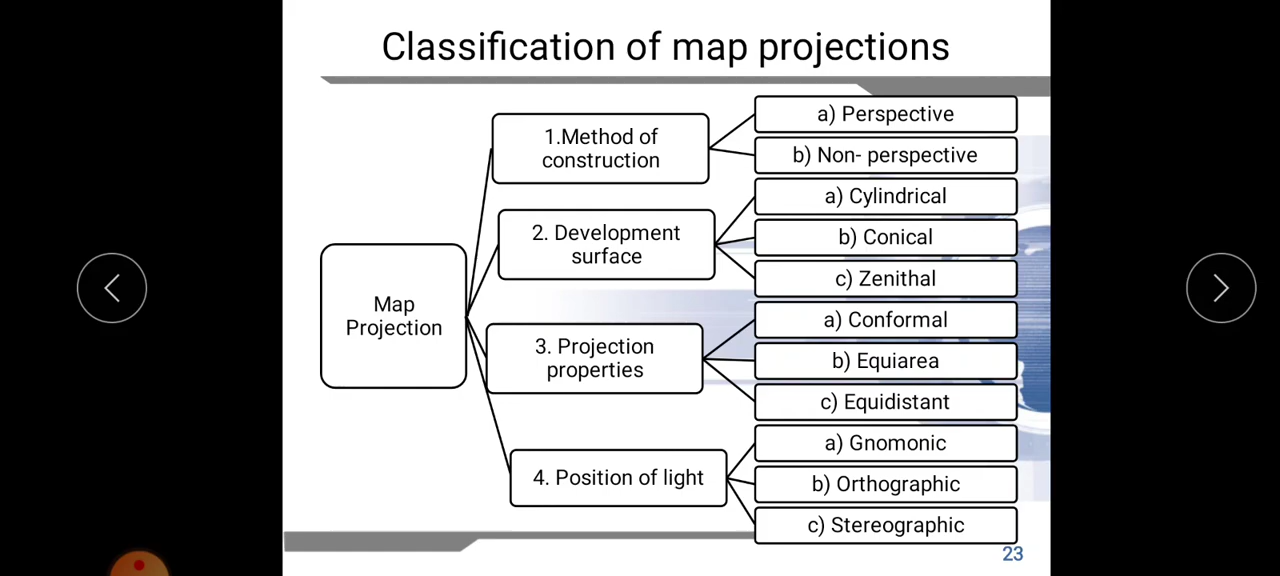 Classification of map projections
Map
Projection
1.Method of
construction
a) Perspective
b) Non- perspective
2. Development
surface
a) Cylindrical
b) Conical
c) Zenithal
3. Projection
properties
a) Conformal
b) Equiarea
c) Equidistant
4. Position of light
a) Gnomonic
b) Orthographic
c) Stereographic
23